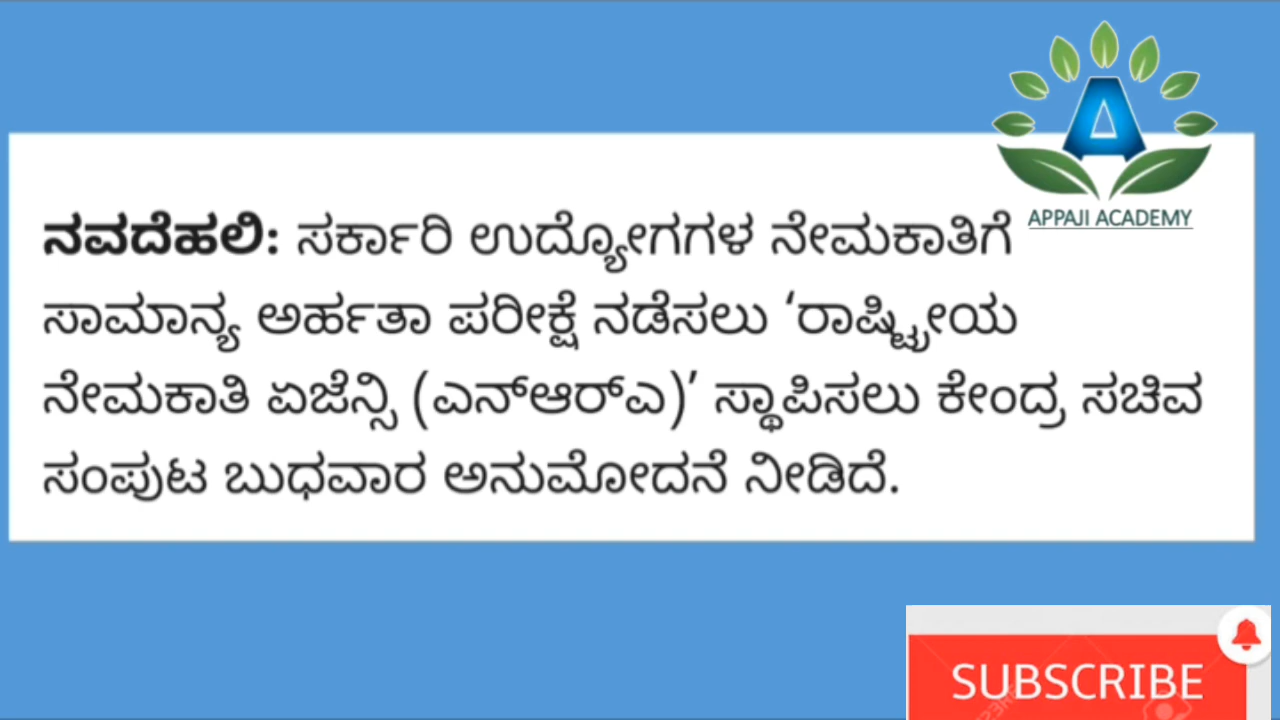 APPAJI ACADEMY
ನವದೆಹಲಿ: ಸರ್ಕಾರಿ ಉದ್ಯೋಗಗಳ ನೇಮಕಾತಿಗೆ
ಸಾಮಾನ್ಯ ಅರ್ಹತಾ ಪರೀಕ್ಷೆ ನಡೆಸಲು ‘ರಾಷ್ಟ್ರೀಯ
ನೇಮಕಾತಿ ಏಜೆನ್ಸಿ (ಎನ್‌ಆರ್‌ಎ)’ ಸ್ಥಾಪಿಸಲು ಕೇಂದ್ರ ಸಚಿವ
ಸಂಪುಟ ಬುಧವಾರ ಅನುಮೋದನೆ ನೀಡಿದೆ.
SUBSCRIBE